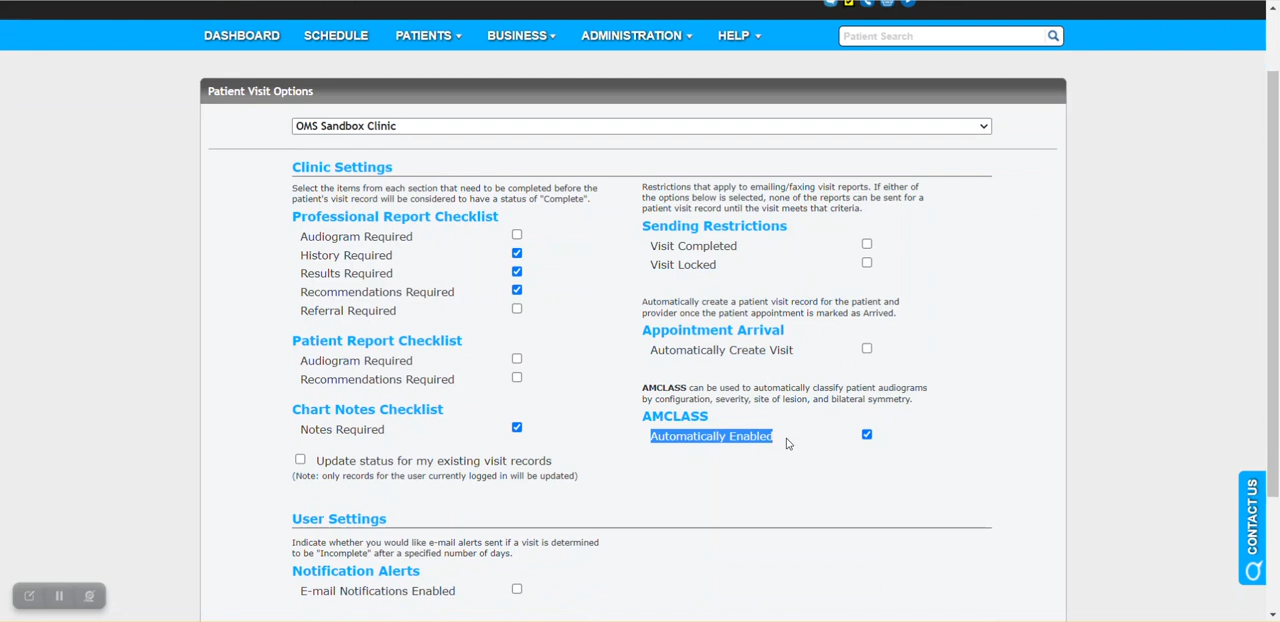 DASHBOARD SCHEDULE PATIENTS BUSINESS ADMINISTRATION HELP Patient Search
Patient Visit Options
OMS Sandbox Clinic
Clinic Settings
Select the items from each section that need to be completed before the
patient's visit record will be considered to have a status of "Complete".
Professional Report Checklist
Audiogram Required
History Required
Results Required
Recommendations Required
Referral Required
Patient Report Checklist
Audiogram Required
Recommendations Required
Chart Notes Checklist
Notes Required
Update status for my existing visit records
(Note: only records for the user currently logged in will be updated)
Restrictions that apply to emailing/faxing visit reports. If either of
the options below is selected, none of the reports can be sent for a
patient visit record until the visit meets that criteria.
Sending Restrictions
Visit Completed
Visit Locked
Automatically create a patient visit record for the patient and
provider once the patient appointment is marked as Arrived.
Appointment Arrival
Automatically Create Visit
AMCLASS can be used to automatically classify patient audiograms
by configuration, severity, site of lesion, and bilateral symmetry.
AMCLASS
Automatically Enabled
User Settings
Indicate whether you would like e-mail alerts sent if a visit is determined
to be "Incomplete" after a specified number of days.
Notification Alerts
E-mail Notifications Enabled
CONTACT US